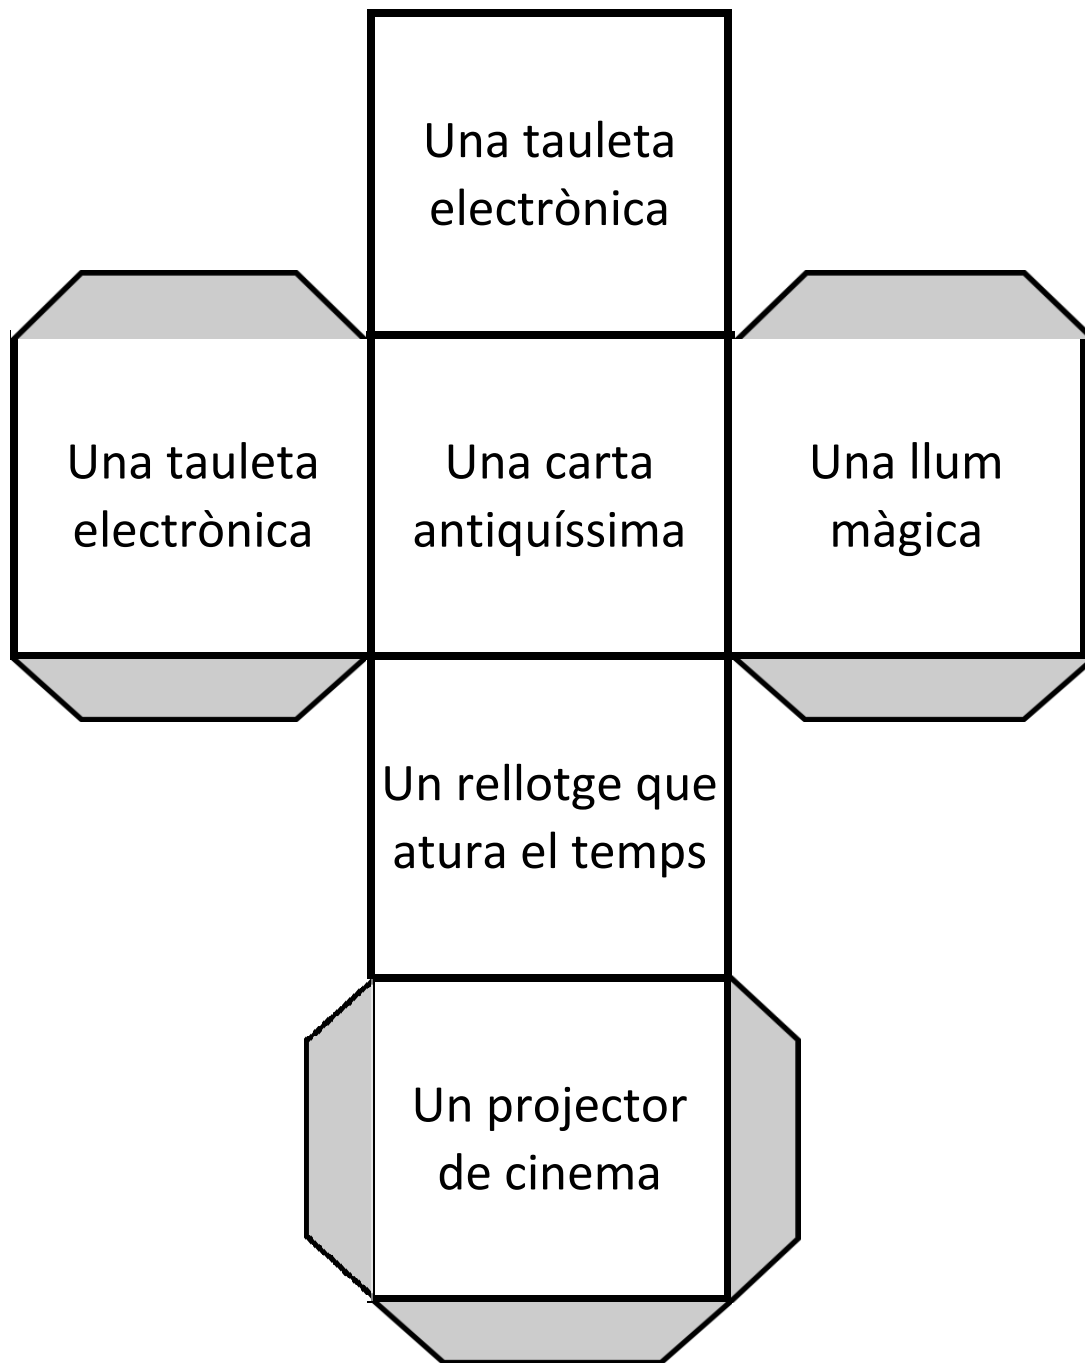 Una tauleta
electrònica
Una tauleta
electrònica
Una carta
antiquíssima
Una llum
màgica
Un rellotge que
atura el temps
Un projector
de cinema